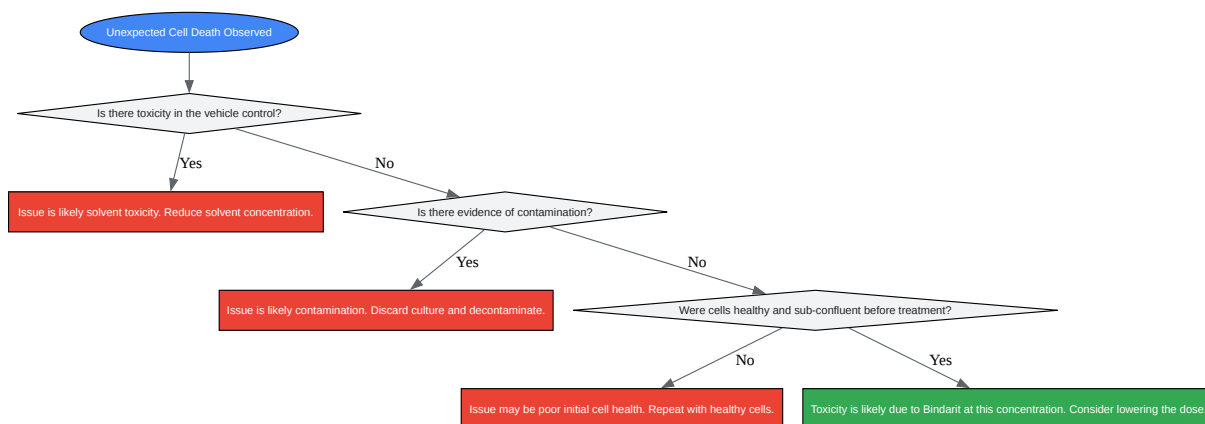 Unexpected Cell Death Observed
Is there toxicity in the vehicle control?
Yes
No
Issue is likely solvent toxicity. Reduce solvent concentration.
Is there evidence of contamination?
Yes
No
Issue is likely contamination. Discard culture and decontaminate.
Were cells healthy and sub-confluent before treatment?
No
Yes
Issue may be poor initial cell health. Repeat with healthy cells.
Toxicity is likely due to Bindarit at this concentration. Consider lowering the dose.